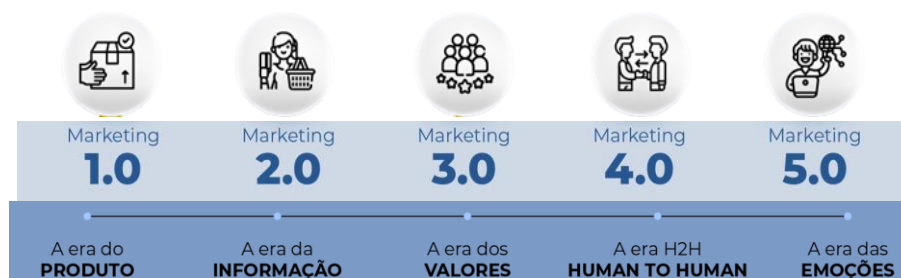 Marketing
1.0
Marketing
2.0
Marketing
3.0
Marketing
4.0
Marketing
5.0
A era do
PRODUTO
A era da
INFORMAÇÃO
A era dos
VALORES
A era H2H
HUMAN TO HUMAN
A era das
EMOÇÕES